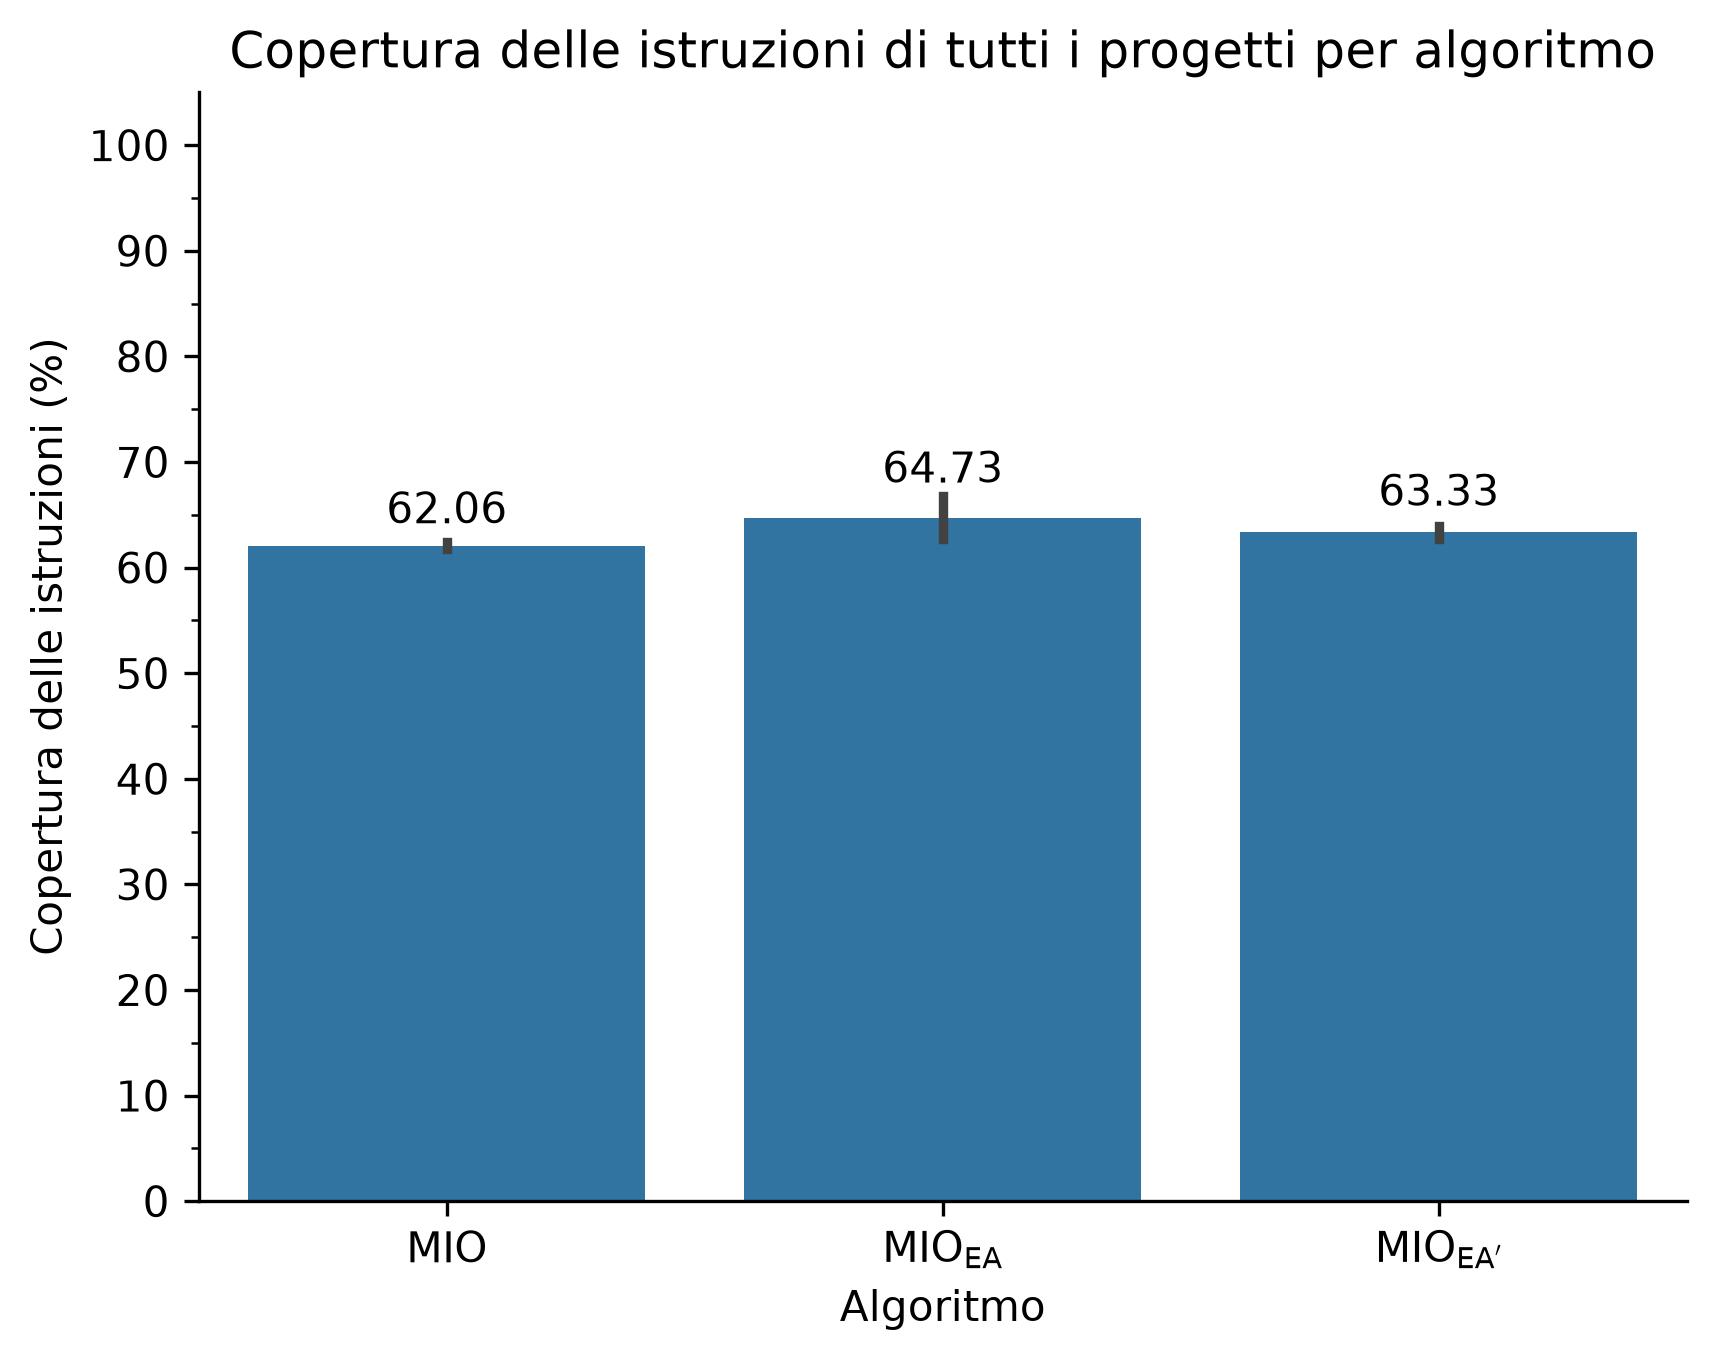 Copertura delle istruzioni di tutti i progetti per algoritmo
Copertura delle istruzioni (%)
100
90
80
70
60
50
40
30
20
10
0
62.06
64.73
63.33
MIO
MIO_EA
MIO_EA′
Algoritmo